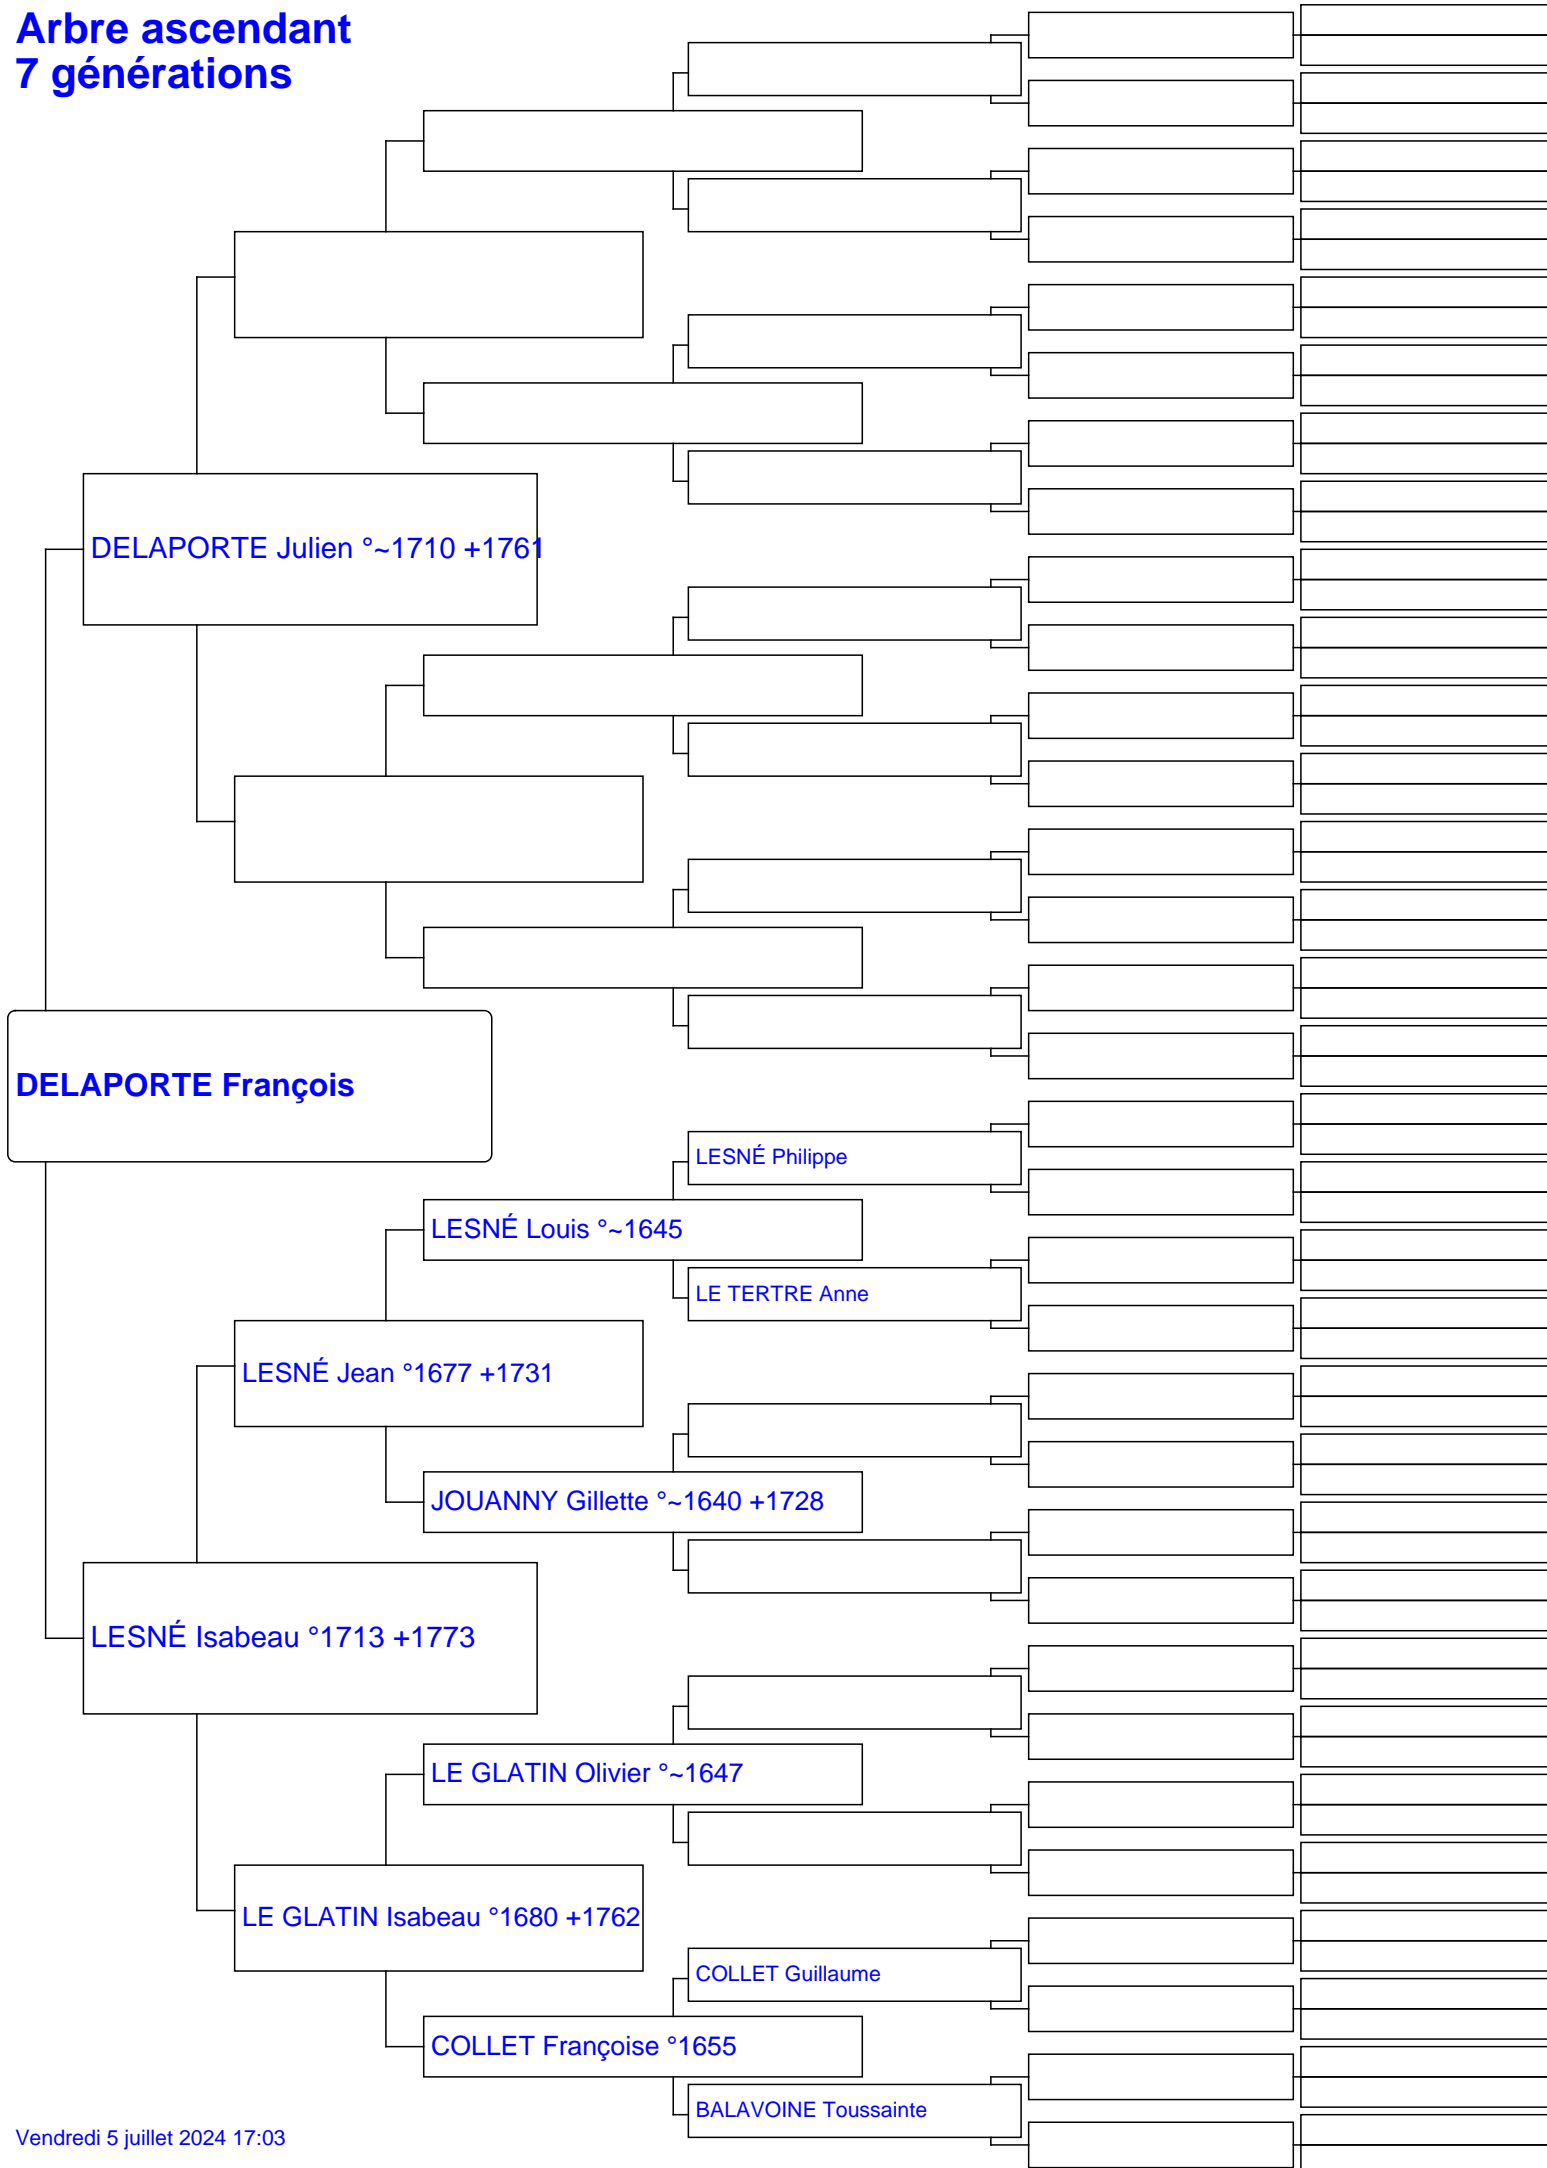 Arbre ascendant
7 générations
DELAPORTE Julien °~1710 +1761
DELAPORTE François
LESNÉ Philippe
LESNÉ Louis °~1645
LE TERTRE Anne
LESNÉ Jean °1677 +1731
JOUANNY Gillette °~1640 +1728
LESNÉ Isabeau °1713 +1773
LE GLATIN Olivier °~1647
LE GLATIN Isabeau °1680 +1762
COLLET Guillaume
COLLET Françoise °1655
BALAVOINE Toussainte
Vendredi 5 juillet 2024 17:03